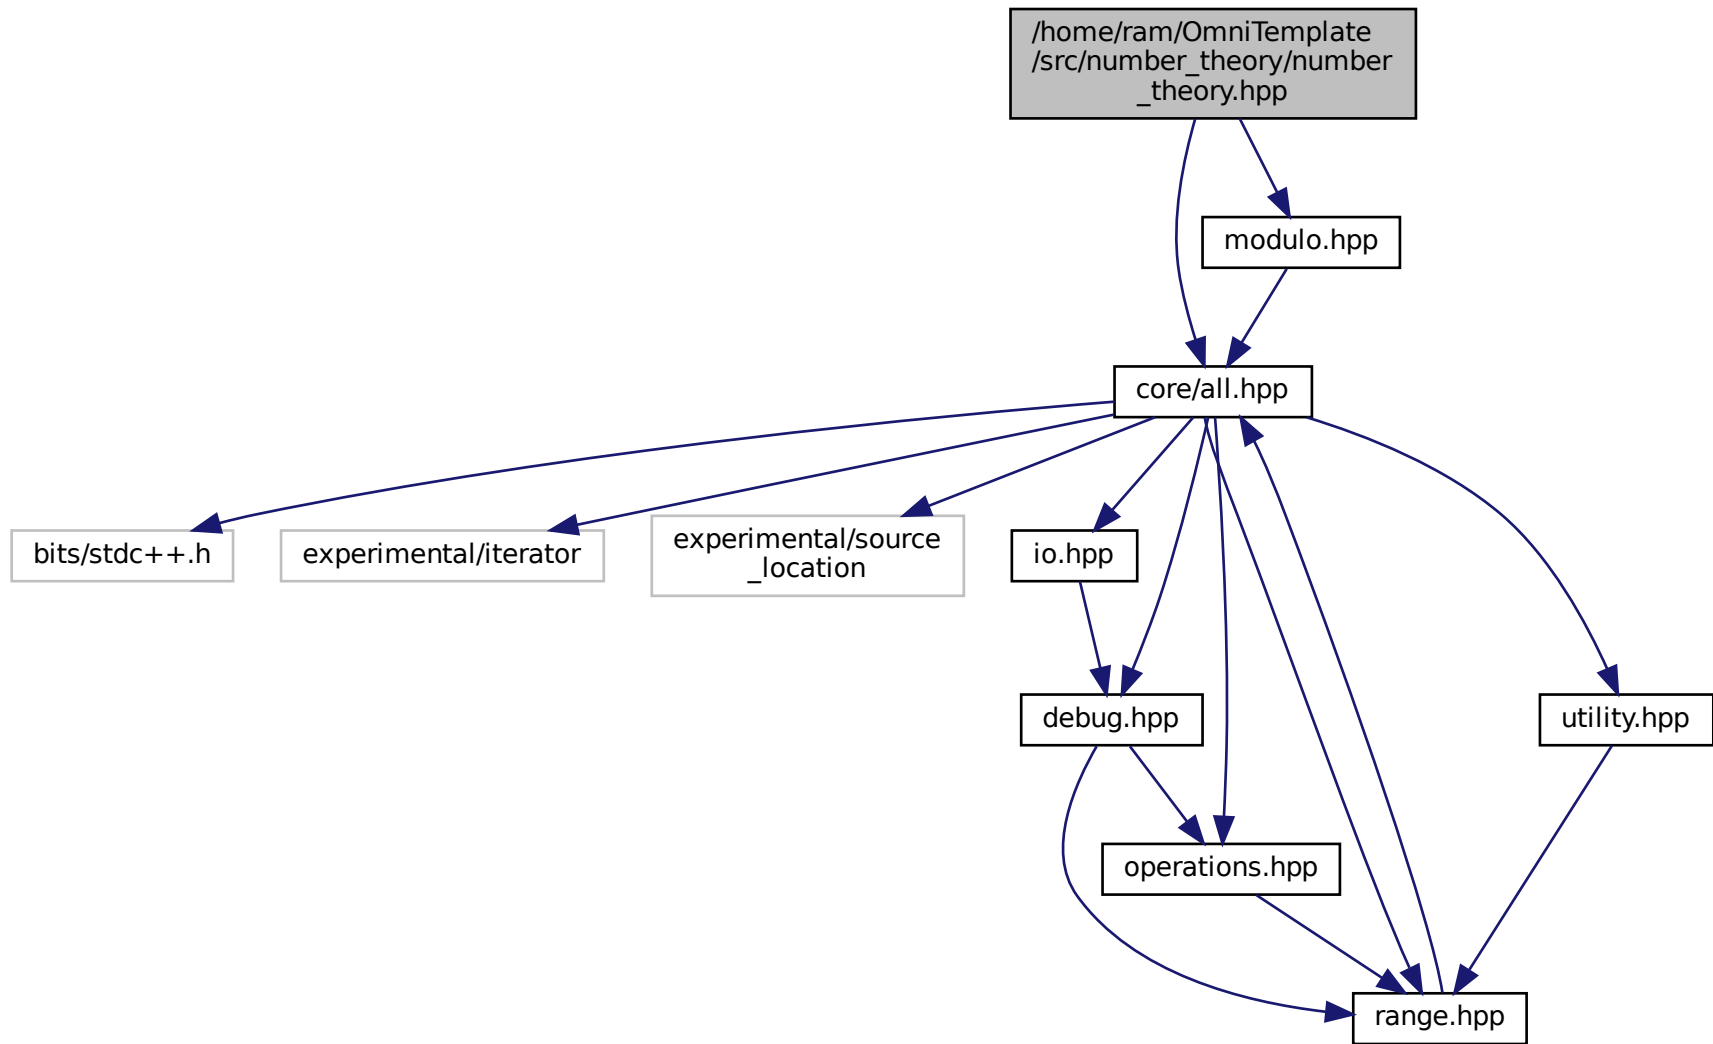 /home/ram/OmniTemplate
/src/number_theory/number
_theory.hpp
modulo.hpp
core/all.hpp
bits/stdc++.h
experimental/iterator
experimental/source
_location
io.hpp
debug.hpp
utility.hpp
operations.hpp
range.hpp